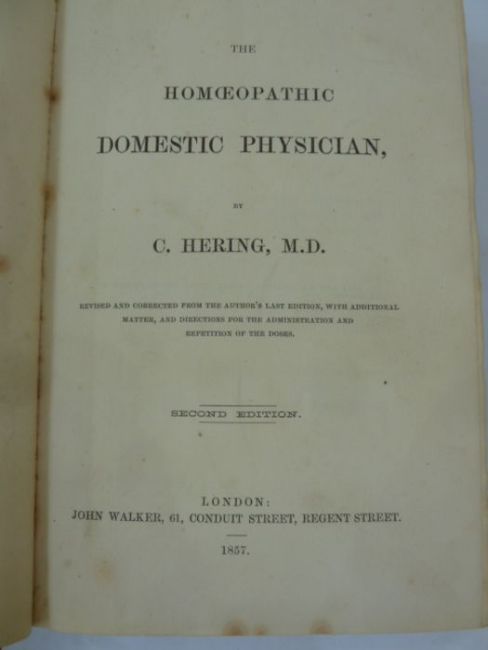 THE
HOMŒOPATHIC
DOMESTIC PHYSICIAN,
BY
C. HERING, M.D.
REVISED AND CORRECTED FROM THE AUTHOR'S LAST EDITION, WITH ADDITIONAL
MATTER, AND DIRECTIONS FOR THE ADMINISTRATION AND
REPETITION OF THE DOSES.
SECOND EDITION.
LONDON:
JOHN WALKER, 61, CONDUIT STREET, REGENT STREET.
1857.